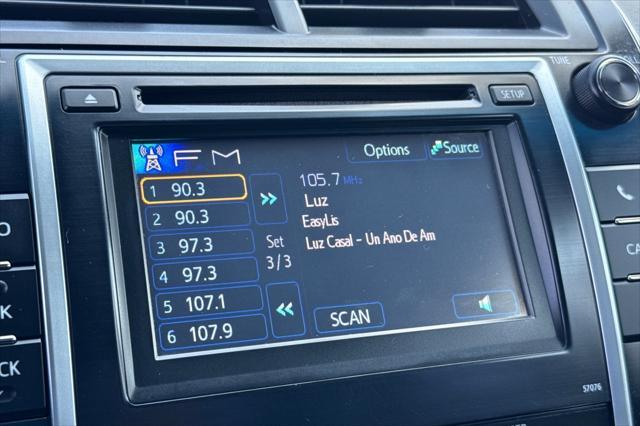 TUNE
SETUP
FM
Options
Source
1 90.3
2 90.3
3 97.3
4 97.3
5 107.1
6 107.9
Set
3/3
105.7 MHz
Luz
EasyLis
Luz Casal - Un Ano De Am
SCAN
57076